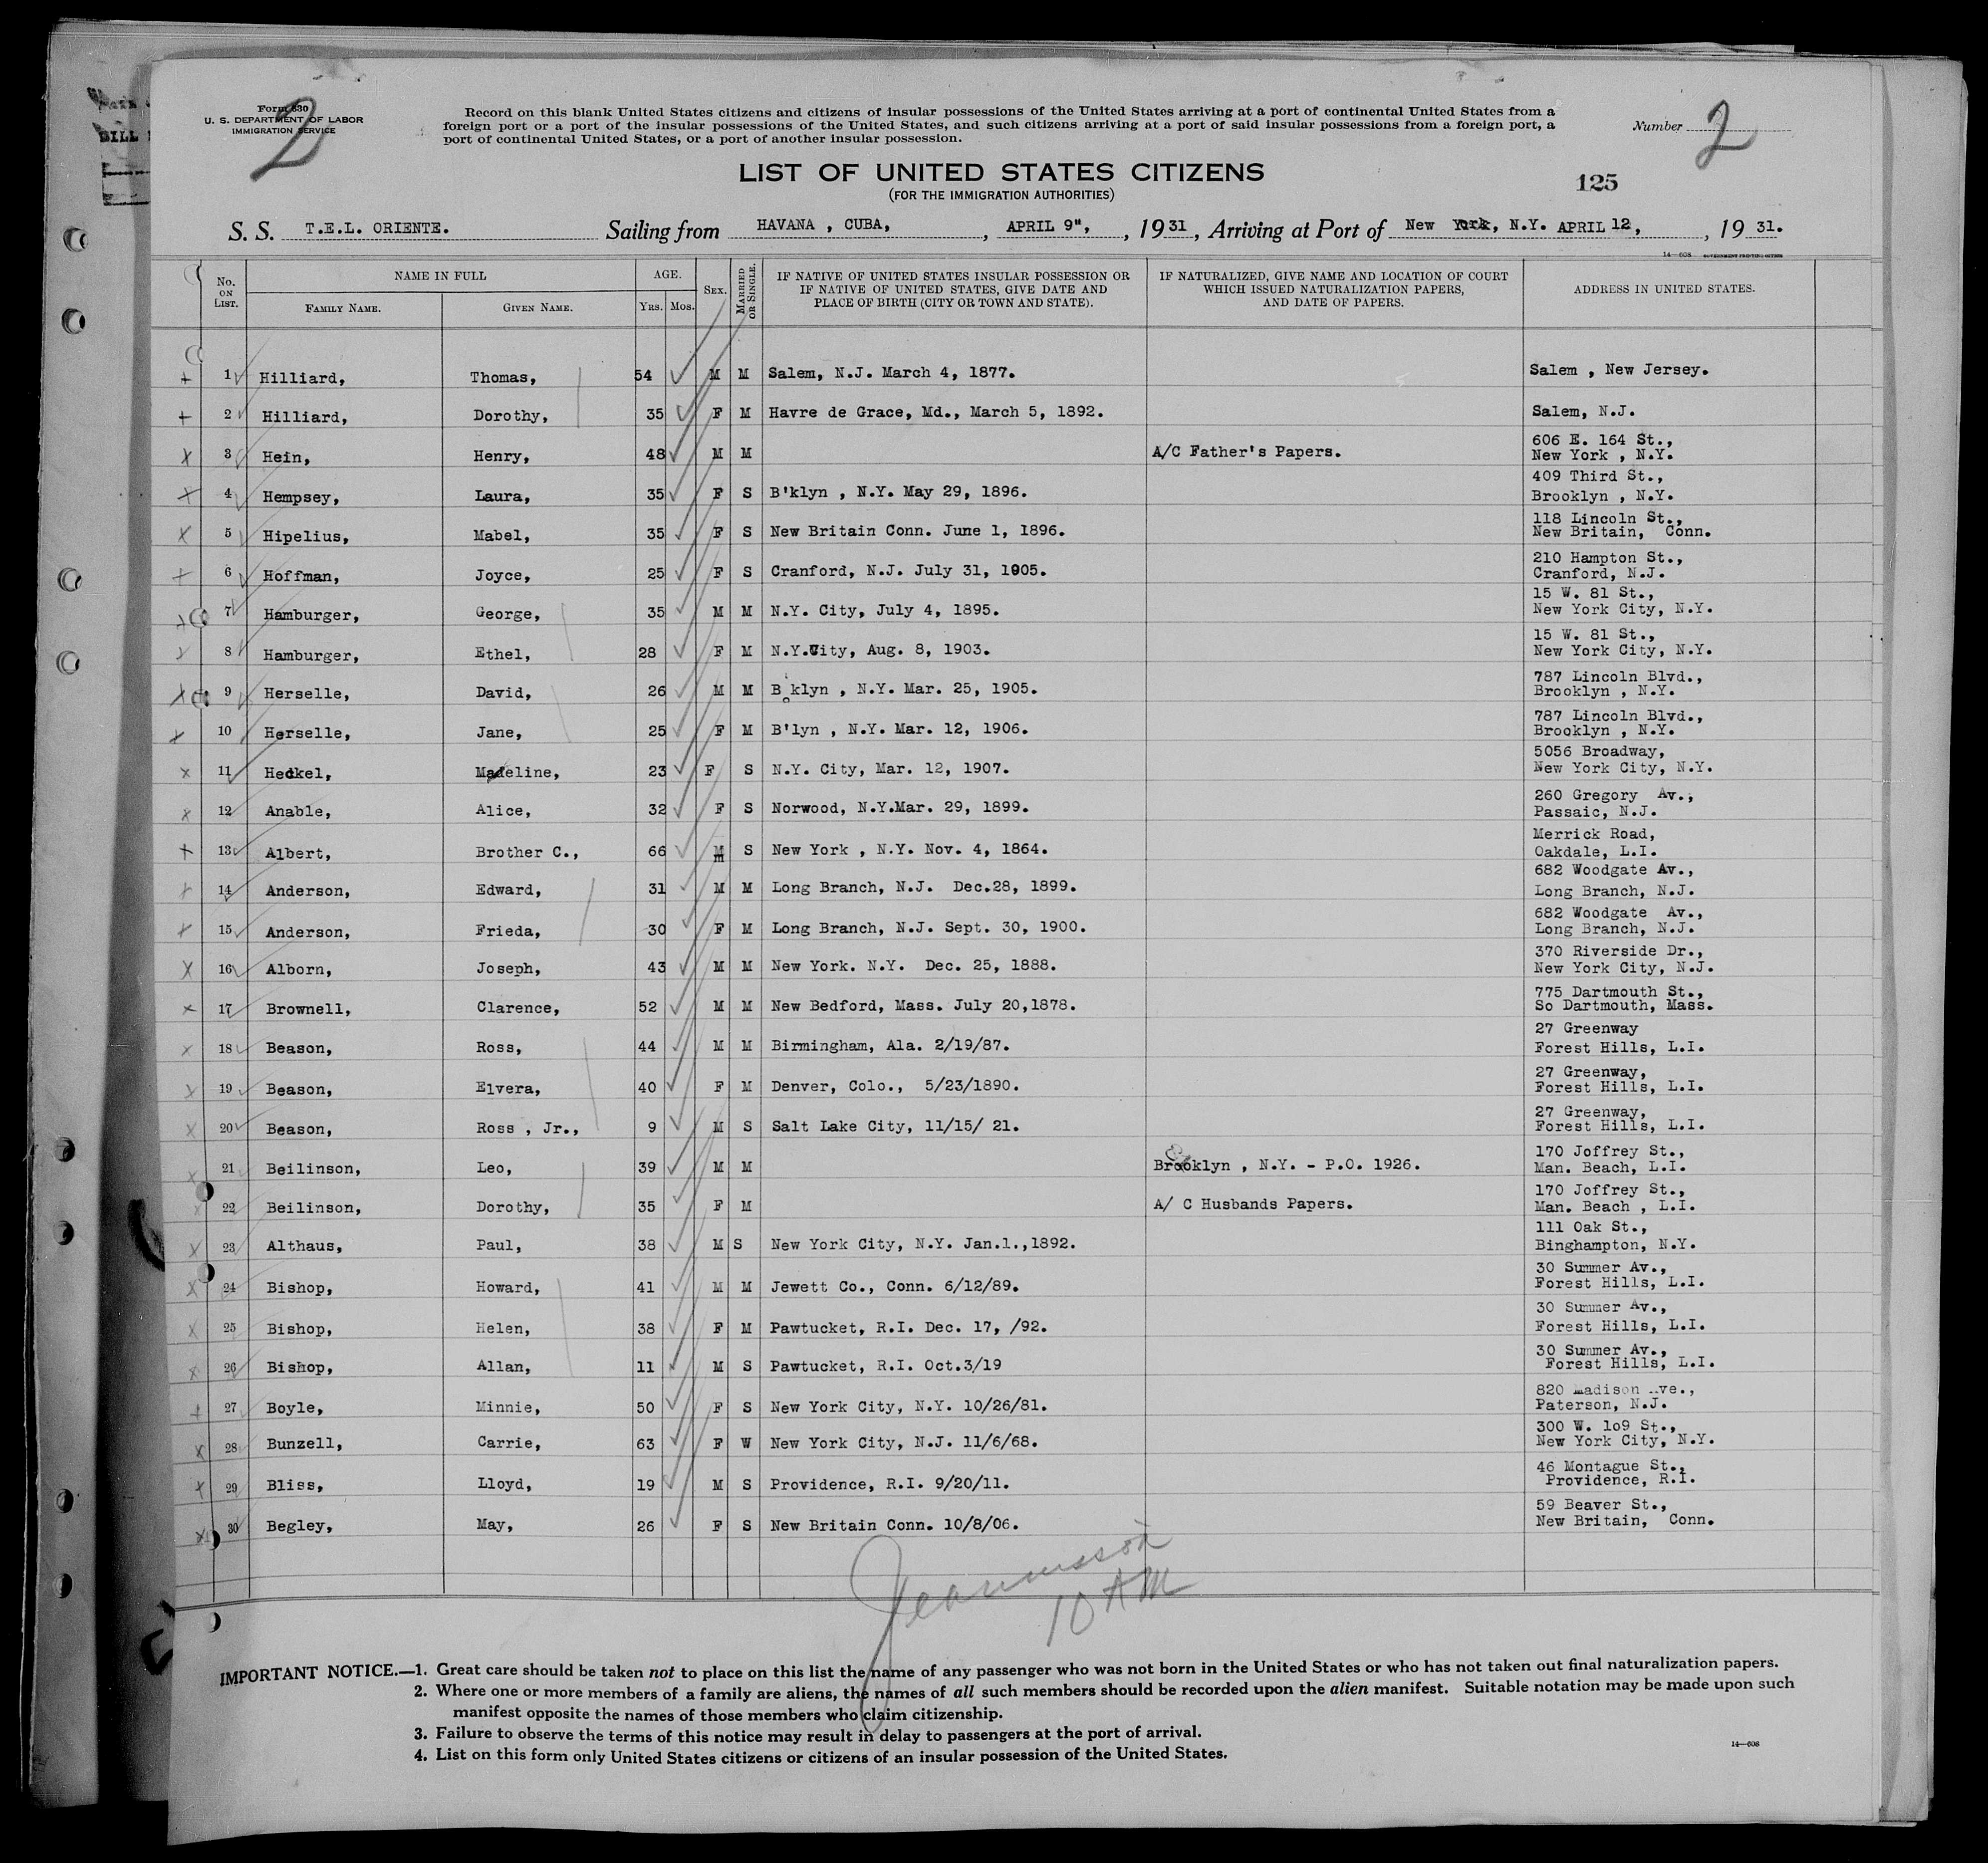 Form 630
U. S. DEPARTMENT OF LABOR
IMMIGRATION SERVICE
2
Record on this blank United States citizens and citizens of insular possessions of the United States arriving at a port of continental United States from a
foreign port or a port of the insular possessions of the United States, and such citizens arriving at a port of said insular possessions from a foreign port, a
port of continental United States, or a port of another insular possession.
Number 2
LIST OF UNITED STATES CITIZENS
(FOR THE IMMIGRATION AUTHORITIES)
125
S. S. T.E.L. ORIENTE. Sailing from HAVANA , CUBA, , APRIL 9", , 1931, Arriving at Port of New York, N.Y. APRIL 12, , 19 31.
14—608 GOVERNMENT PRINTING OFFICE
No. ON LIST. NAME IN FULL FAMILY NAME. GIVEN NAME. AGE. YRS. MOS. SEX. MARRIED OR SINGLE. IF NATIVE OF UNITED STATES INSULAR POSSESSION OR IF NATIVE OF UNITED STATES, GIVE DATE AND PLACE OF BIRTH (CITY OR TOWN AND STATE). IF NATURALIZED, GIVE NAME AND LOCATION OF COURT WHICH ISSUED NATURALIZATION PAPERS, AND DATE OF PAPERS. ADDRESS IN UNITED STATES.
1 Hilliard, Thomas, 54 M M Salem, N.J. March 4, 1877. Salem , New Jersey.
2 Hilliard, Dorothy, 35 F M Havre de Grace, Md., March 5, 1892. Salem, N.J.
3 Hein, Henry, 48 M M A/C Father's Papers. 606 E. 164 St., New York , N.Y.
4 Hempsey, Laura, 35 F S B'klyn , N.Y. May 29, 1896. 409 Third St., Brooklyn , N.Y.
5 Hipelius, Mabel, 35 F S New Britain Conn. June 1, 1896. 118 Lincoln St., New Britain, Conn.
6 Hoffman, Joyce, 25 F S Cranford, N.J. July 31, 1905. 210 Hampton St., Cranford, N.J.
7 Hamburger, George, 35 M M N.Y. City, July 4, 1895. 15 W. 81 St., New York City, N.Y.
8 Hamburger, Ethel, 28 F M N.Y.City, Aug. 8, 1903. 15 W. 81 St., New York City, N.Y.
9 Herselle, David, 26 M M B'klyn , N.Y. Mar. 25, 1905. 787 Lincoln Blvd., Brooklyn , N.Y.
10 Herselle, Jane, 25 F M B'lyn , N.Y. Mar. 12, 1906. 787 Lincoln Blvd., Brooklyn , N.Y.
11 Heckel, Madeline, 23 F S N.Y. City, Mar. 12, 1907. 5056 Broadway, New York City, N.Y.
12 Anable, Alice, 32 F S Norwood, N.Y.Mar. 29, 1899. 260 Gregory Av., Passaic, N.J.
13 Albert, Brother C., 66 M S New York , N.Y. Nov. 4, 1864. Merrick Road, Oakdale, L.I.
14 Anderson, Edward, 31 M M Long Branch, N.J. Dec.28, 1899. 682 Woodgate Av., Long Branch, N.J.
15 Anderson, Frieda, 30 F M Long Branch, N.J. Sept. 30, 1900. 682 Woodgate Av., Long Branch, N.J.
16 Alborn, Joseph, 43 M M New York. N.Y. Dec. 25, 1888. 370 Riverside Dr., New York City, N.J.
17 Brownell, Clarence, 52 M M New Bedford, Mass. July 20,1878. 775 Dartmouth St., So Dartmouth, Mass.
18 Beason, Ross, 44 M M Birmingham, Ala. 2/19/87. 27 Greenway Forest Hills, L.I.
19 Beason, Elvera, 40 F M Denver, Colo., 5/23/1890. 27 Greenway, Forest Hills, L.I.
20 Beason, Ross , Jr., 9 M S Salt Lake City, 11/15/ 21. 27 Greenway, Forest Hills, L.I.
21 Beilinson, Leo, 39 M M Brooklyn , N.Y. - P.O. 1926. 170 Joffrey St., Man. Beach, L.I.
22 Beilinson, Dorothy, 35 F M A/ C Husbands Papers. 170 Joffrey St., Man. Beach , L.I.
23 Althaus, Paul, 38 M S New York City, N.Y. Jan.1.,1892. 111 Oak St., Binghampton, N.Y.
24 Bishop, Howard, 41 M M Jewett Co., Conn. 6/12/89. 30 Summer Av., Forest Hills, L.I.
25 Bishop, Helen, 38 F M Pawtucket, R.I. Dec. 17, /92. 30 Summer Av., Forest Hills, L.I.
26 Bishop, Allan, 11 M S Pawtucket, R.I. Oct.3/19 30 Summer Av., Forest Hills, L.I.
27 Boyle, Minnie, 50 F S New York City, N.Y. 10/26/81. 820 Madison Ave., Paterson, N.J.
28 Bunzell, Carrie, 63 F W New York City, N.J. 11/6/68. 300 W. 109 St., New York City, N.Y.
29 Bliss, Lloyd, 19 M S Providence, R.I. 9/20/11. 46 Montague St., Providence, R.I.
30 Begley, May, 26 F S New Britain Conn. 10/8/06. 59 Beaver St., New Britain, Conn.
10 AM
IMPORTANT NOTICE.—1. Great care should be taken not to place on this list the name of any passenger who was not born in the United States or who has not taken out final naturalization papers.
2. Where one or more members of a family are aliens, the names of all such members should be recorded upon the alien manifest. Suitable notation may be made upon such
manifest opposite the names of those members who claim citizenship.
3. Failure to observe the terms of this notice may result in delay to passengers at the port of arrival.
4. List on this form only United States citizens or citizens of an insular possession of the United States.
14—608